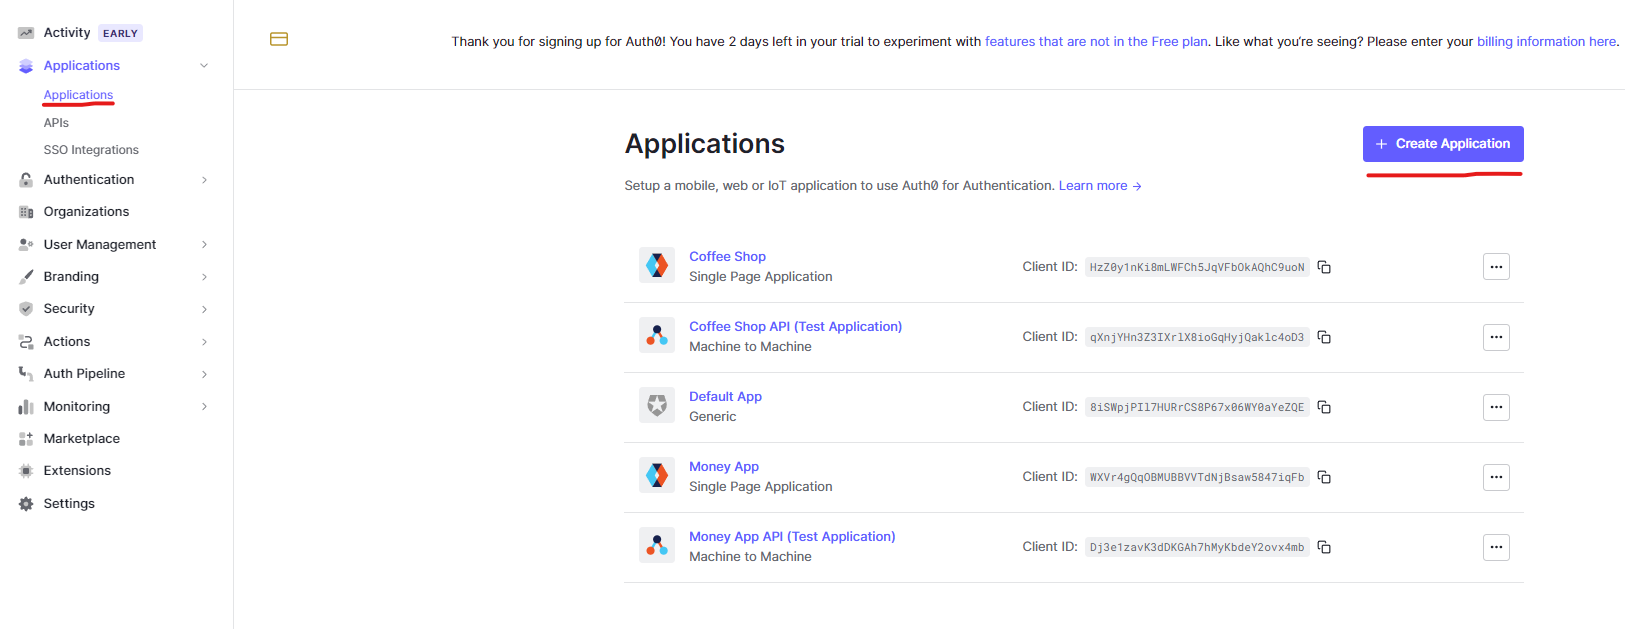 Activity EARLY
Applications
Applications
APIs
SSO Integrations
Authentication
Organizations
User Management
Branding
Security
Actions
Auth Pipeline
Monitoring
Marketplace
Extensions
Settings
Thank you for signing up for Auth0! You have 2 days left in your trial to experiment with features that are not in the Free plan. Like what you're seeing? Please enter your billing information here.
Applications
+ Create Application
Setup a mobile, web or IoT application to use Auth0 for Authentication. Learn more →
Coffee Shop
Single Page Application
Client ID: HzZ0y1nKi8mLWFCh5JqVFbOkAQhC9uoN
Coffee Shop API (Test Application)
Machine to Machine
Client ID: qXnjYHn3Z3IXrlX8ioGqHyjQaklc4oD3
Default App
Generic
Client ID: 8iSWpjPIl7HURrCS8P67x06WY0aYeZQE
Money App
Single Page Application
Client ID: WXVr4gQqOBMUBBVVTdNjBsaw5847iqFb
Money App API (Test Application)
Machine to Machine
Client ID: Dj3e1zavK3dDKGAh7hMyKbdeY2ovx4mb